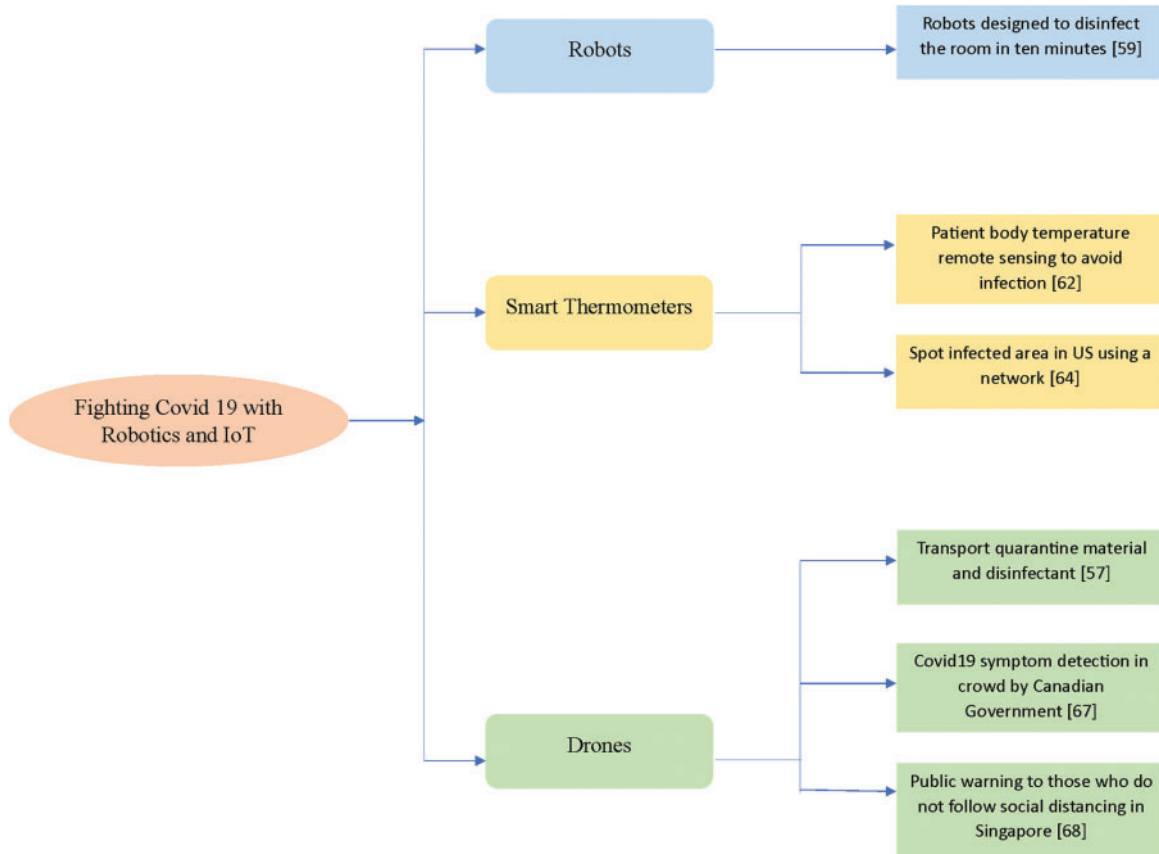 Robots designed to disinfect
the room in ten minutes [59]
Robots
Patient body temperature
remote sensing to avoid
infection [62]
Smart Thermometers
Spot infected area in US using a
network [64]
Fighting Covid 19 with
Robotics and IoT
Transport quarantine material
and disinfectant [57]
Covid19 symptom detection in
crowd by Canadian
Government [67]
Drones
Public warning to those who do
not follow social distancing in
Singapore [68]